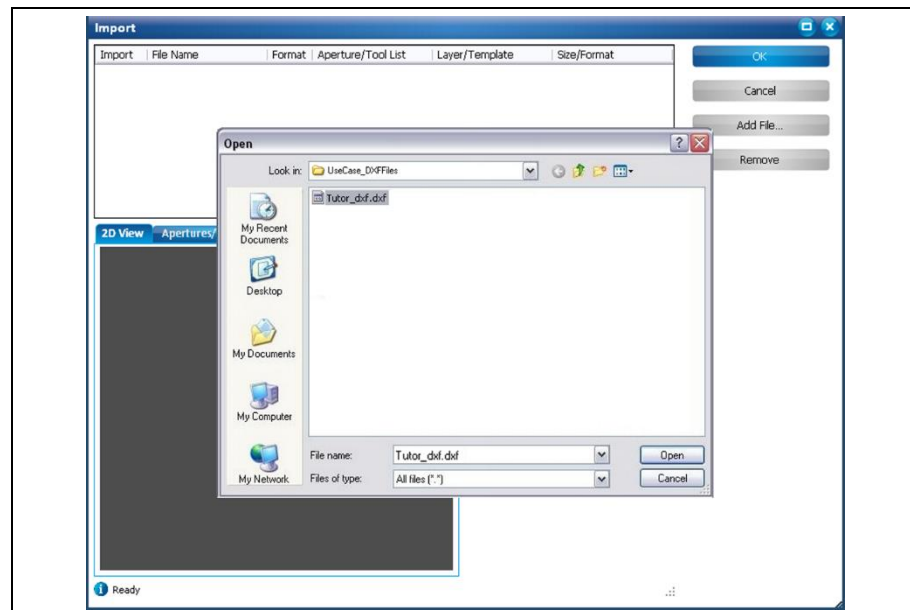 Import
Import File Name Format Aperture/Tool List Layer/Template Size/Format
OK
Cancel
Add File...
Remove
Open
Look in: UseCase_DXFFiles
Tutor_dxf.dxf
My Recent
Documents
Desktop
My Documents
My Computer
My Network
File name: Tutor_dxf.dxf Open
Files of type: All files (*.*) Cancel
2D View Apertures/
Ready